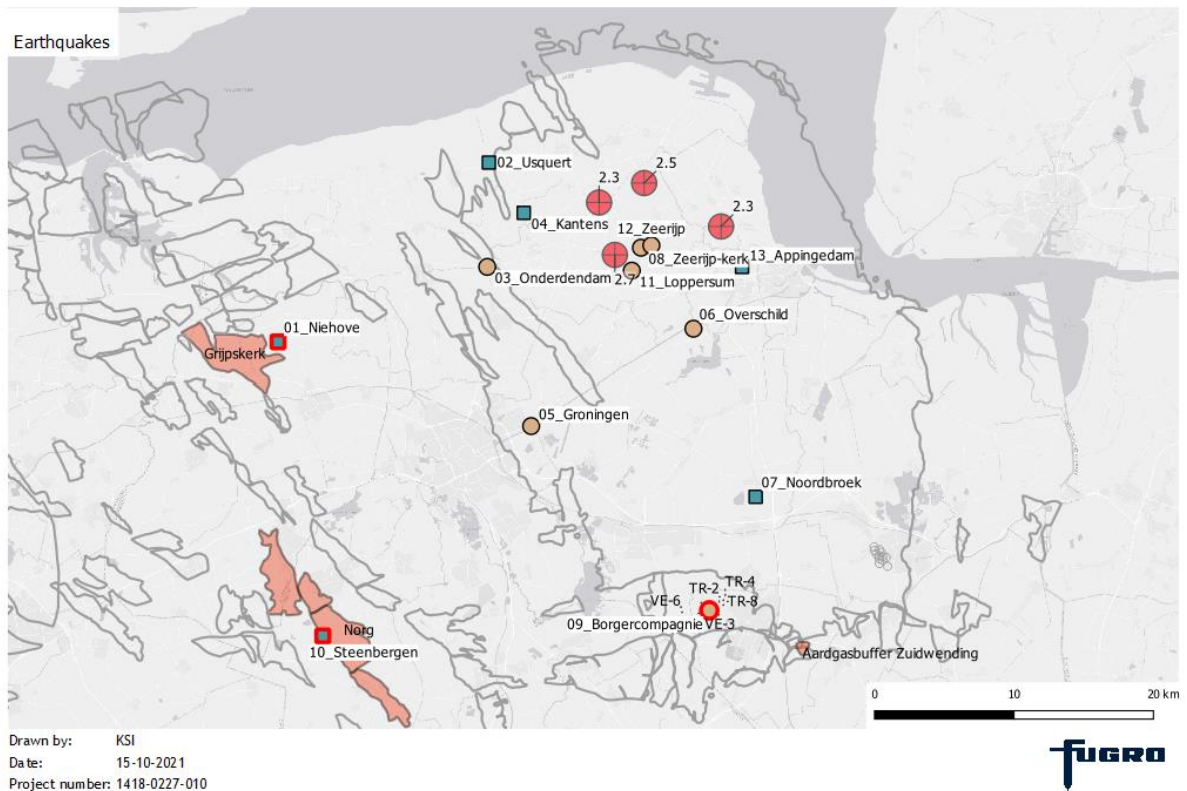 Earthquakes
02_Usquert
2.5
2.3
04_Kantens
2.3
12_Zeerijp
08_Zeerijp-kerk
13_Appingedam
03_Onderdendam
2.7
11_Loppersum
06_Overschild
01_Niehove
Grijpskerk
05_Groningen
07_Noordbroek
TR-4
TR-2
VE-6
TR-8
09_Borgercompagnie
VE-3
Norg
10_Steenbergen
Aardgasbuffer Zuidwending
0 10 20 km
Drawn by: KSI
Date: 15-10-2021
Project number: 1418-0227-010
FUGRO